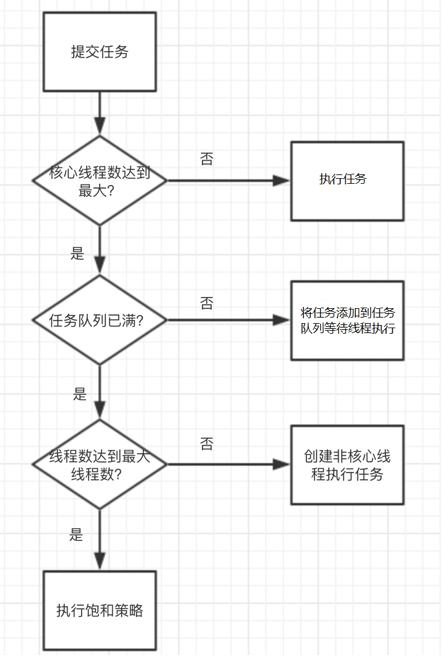 提交任务
核心线程数达到
最大?
否
执行任务
是
任务队列已满?
否
将任务添加到任务
队列等待线程执行
是
线程数达到最大
线程数?
否
创建非核心线
程执行任务
是
执行饱和策略